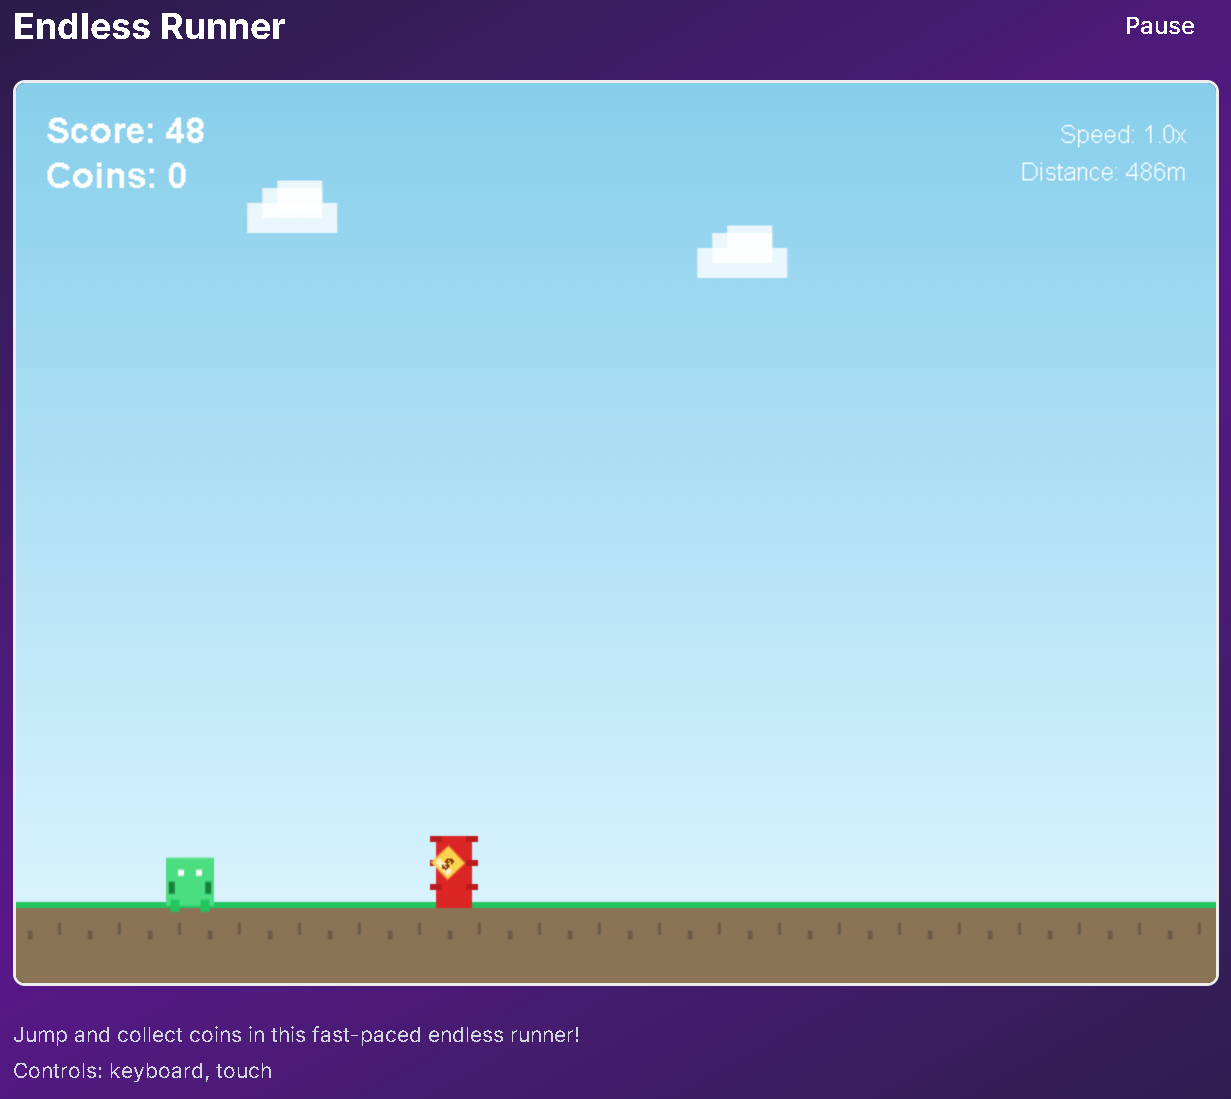 Endless Runner
Pause
Score: 48
Speed: 1.0x
Coins: 0
Distance: 486m
$
Jump and collect coins in this fast-paced endless runner!
Controls: keyboard, touch